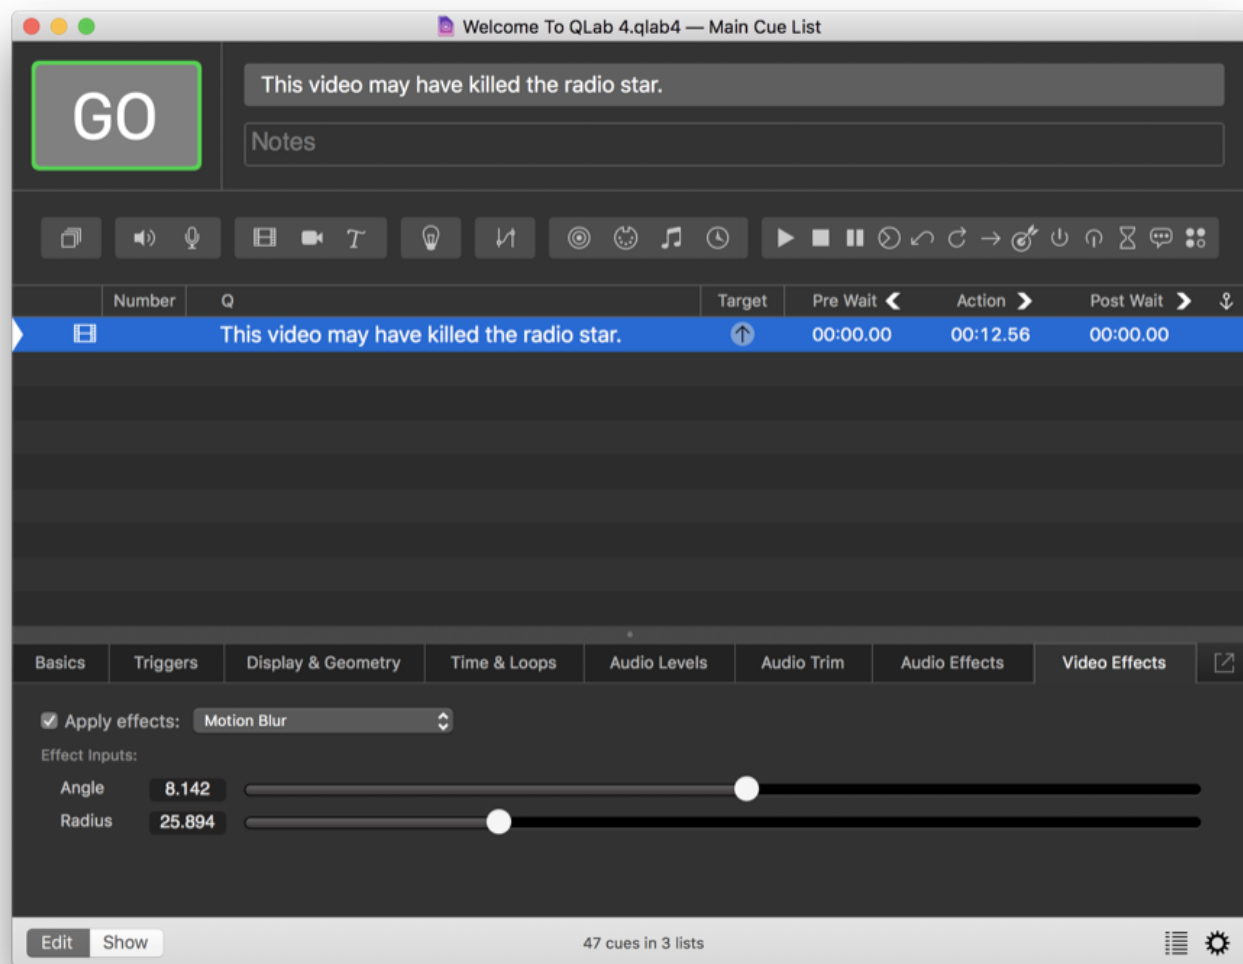 Welcome To QLab 4.qlab4 — Main Cue List
GO
This video may have killed the radio star.
Notes
Number Q Target Pre Wait Action Post Wait
This video may have killed the radio star. 00:00.00 00:12.56 00:00.00
Basics Triggers Display & Geometry Time & Loops Audio Levels Audio Trim Audio Effects Video Effects
Apply effects: Motion Blur
Effect Inputs:
Angle 8.142
Radius 25.894
Edit Show 47 cues in 3 lists